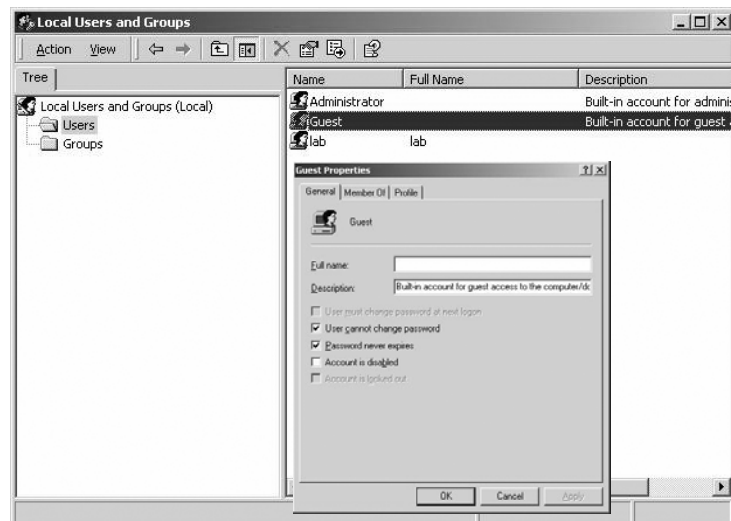 Local Users and Groups
Action View
Tree
Name Full Name Description
Local Users and Groups (Local)
Users
Groups
Administrator Built-in account for adminis
Guest Built-in account for guest
lab lab
Guest Properties
General Member Of Profile
Guest
Full name:
Description: Built-in account for guest access to the computer/dc
User must change password at next logon
User cannot change password
Password never expires
Account is disabled
Account is locked out
OK Cancel Apply